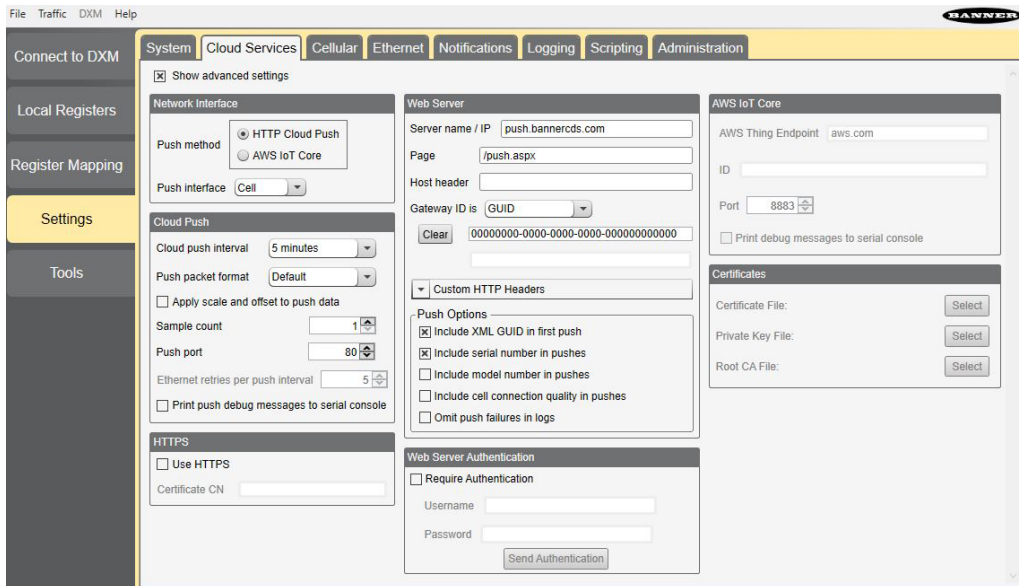 File Traffic DXM Help
BANNER
Connect to DXM
Local Registers
Register Mapping
Settings
Tools
System Cloud Services Cellular Ethernet Notifications Logging Scripting Administration
Show advanced settings
Network Interface
Push method
HTTP Cloud Push
AWS IoT Core
Push interface Cell
Cloud Push
Cloud push interval 5 minutes
Push packet format Default
Apply scale and offset to push data
Sample count 1
Push port 80
Ethernet retries per push interval 5
Print push debug messages to serial console
HTTPS
Use HTTPS
Certificate CN
Web Server
Server name / IP push.bannercds.com
Page /push.aspx
Host header
Gateway ID is GUID
Clear 00000000-0000-0000-0000-000000000000
Custom HTTP Headers
Push Options
Include XML GUID in first push
Include serial number in pushes
Include model number in pushes
Include cell connection quality in pushes
Omit push failures in logs
Web Server Authentication
Require Authentication
Username
Password
Send Authentication
AWS IoT Core
AWS Thing Endpoint aws.com
ID
Port 8883
Print debug messages to serial console
Certificates
Certificate File: Select
Private Key File: Select
Root CA File: Select